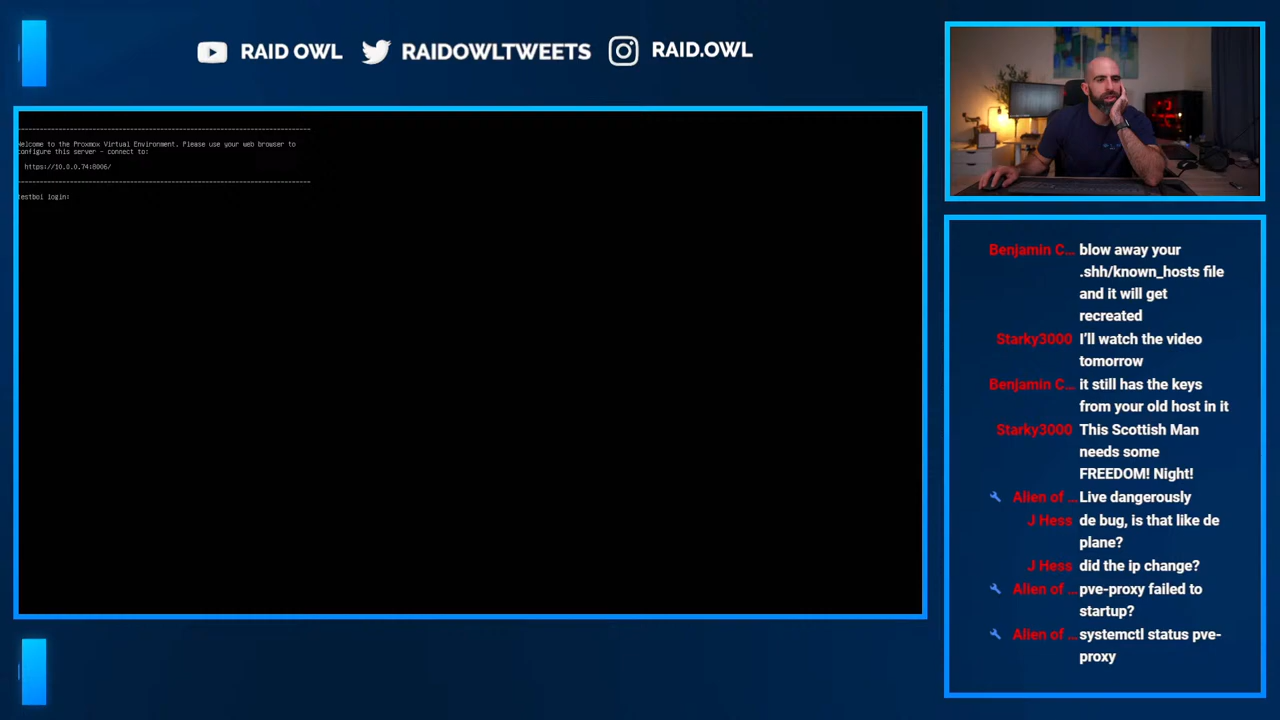 RAID OWL RAIDOWLTWEETS RAID.OWL
Welcome to the Proxmox Virtual Environment. Please use your web browser to
configure this server - connect to:
https://10.0.0.74:8006/
testboi login:
Benjamin C... blow away your
.shh/known_hosts file
and it will get
recreated
Starky3000 I'll watch the video
tomorrow
Benjamin C... it still has the keys
from your old host in it
Starky3000 This Scottish Man
needs some
FREEDOM! Night!
Alien of ... Live dangerously
J Hess de bug, is that like de
plane?
J Hess did the ip change?
Alien of ... pve-proxy failed to
startup?
Alien of ... systemctl status pve-
proxy